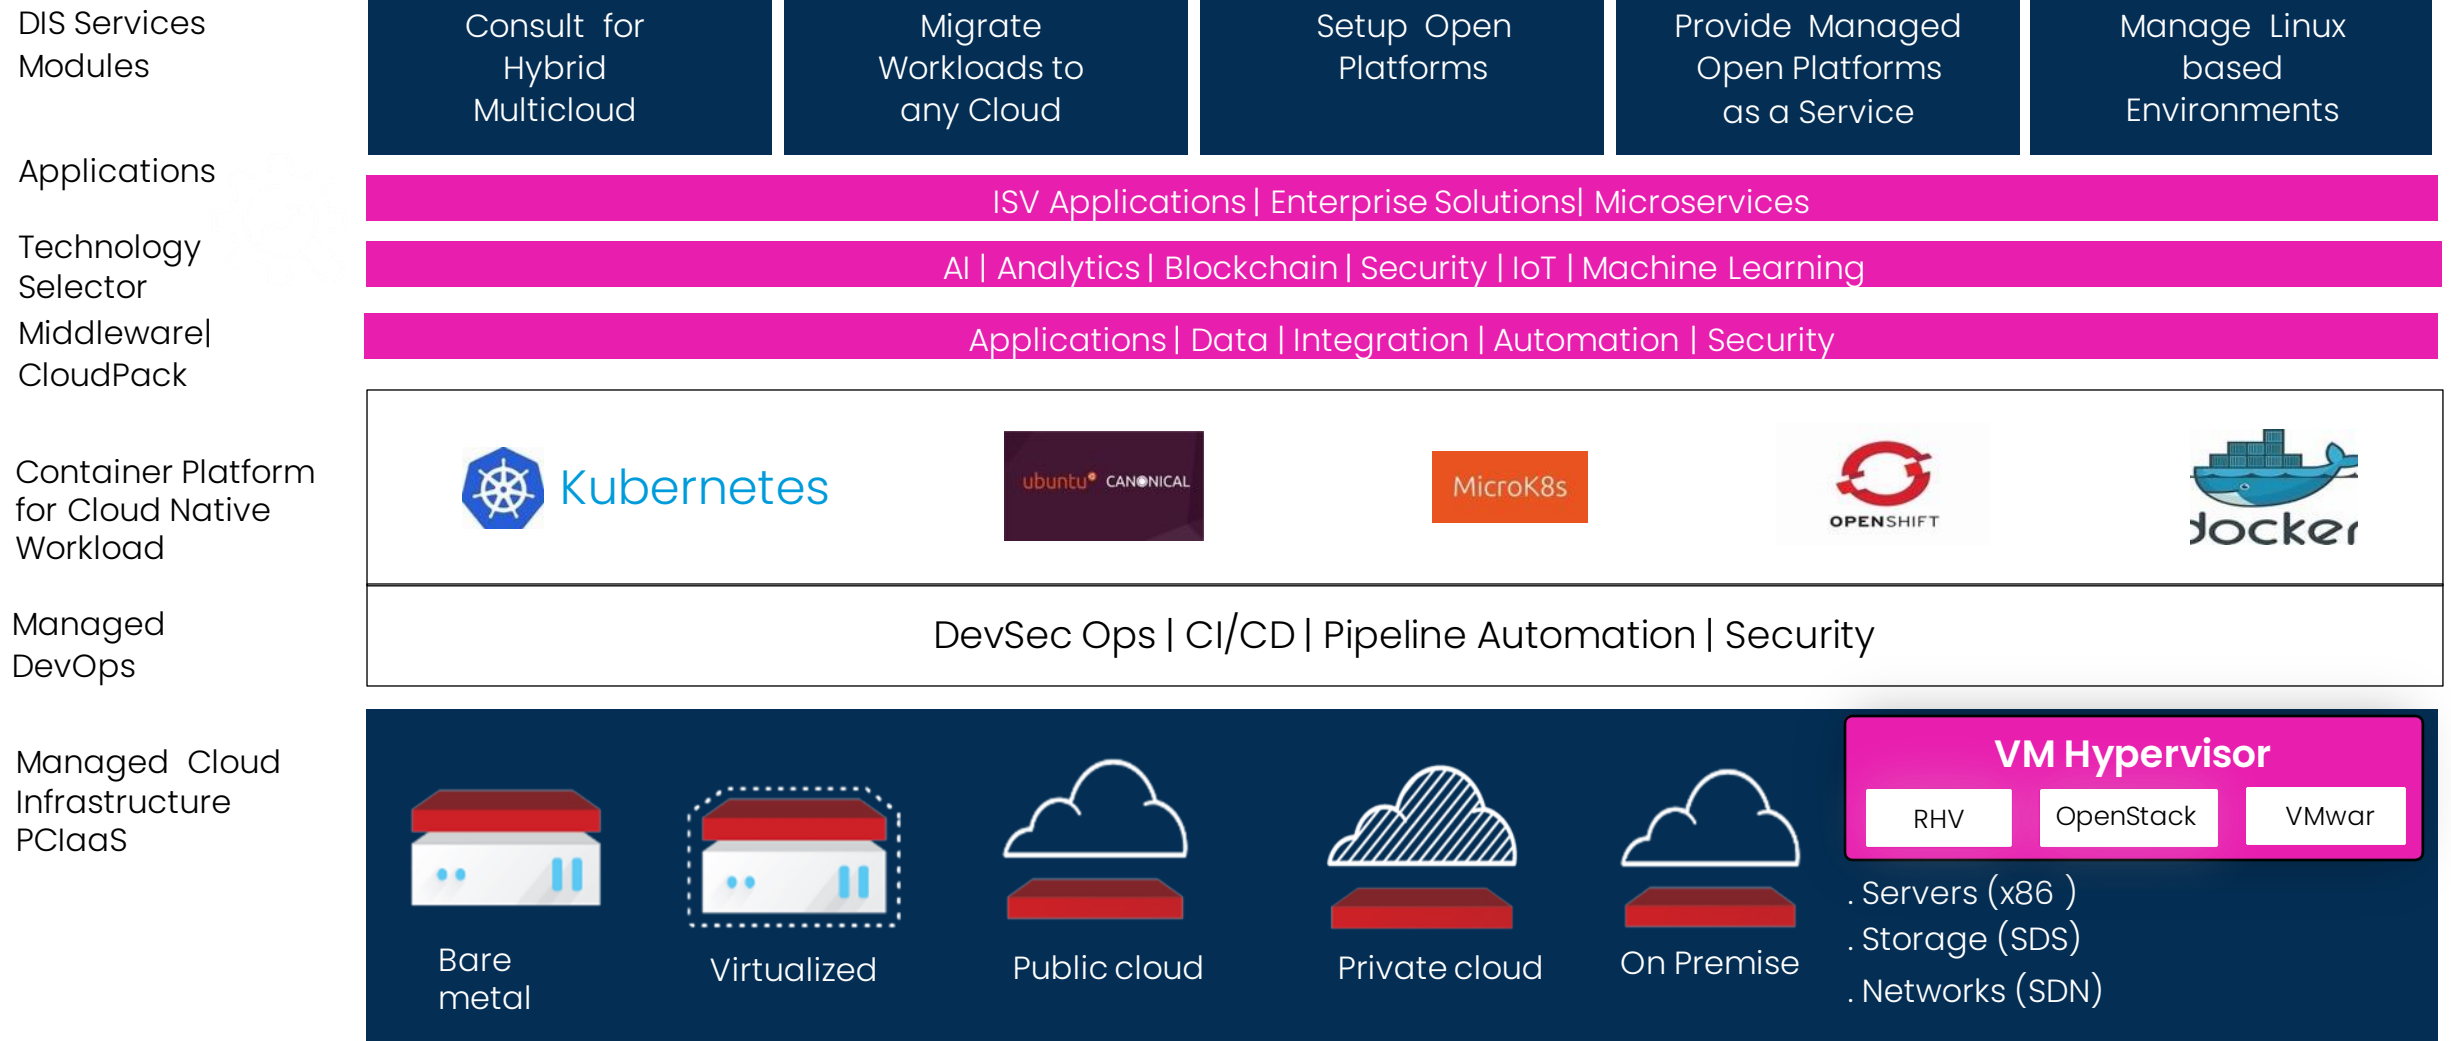 DIS Services
Modules
Consult for
Hybrid
Multicloud
Migrate
Workloads to
any Cloud
Setup Open
Platforms
Provide Managed
Open Platforms
as a Service
Manage Linux
based
Environments
Applications
ISV Applications | Enterprise Solutions| Microservices
Technology
Selector
AI | Analytics | Blockchain | Security | IoT | Machine Learning
Middleware|
CloudPack
Applications | Data | Integration | Automation | Security
Container Platform
for Cloud Native
Workload
Kubernetes
ubuntu CANONICAL
MicroK8s
OPENSHIFT
docker
Managed
DevOps
DevSec Ops | CI/CD | Pipeline Automation | Security
Managed Cloud
Infrastructure
PCIaaS
Bare
metal
Virtualized
Public cloud
Private cloud
On Premise
VM Hypervisor
RHV
OpenStack
VMwar
. Servers (x86 )
. Storage (SDS)
. Networks (SDN)